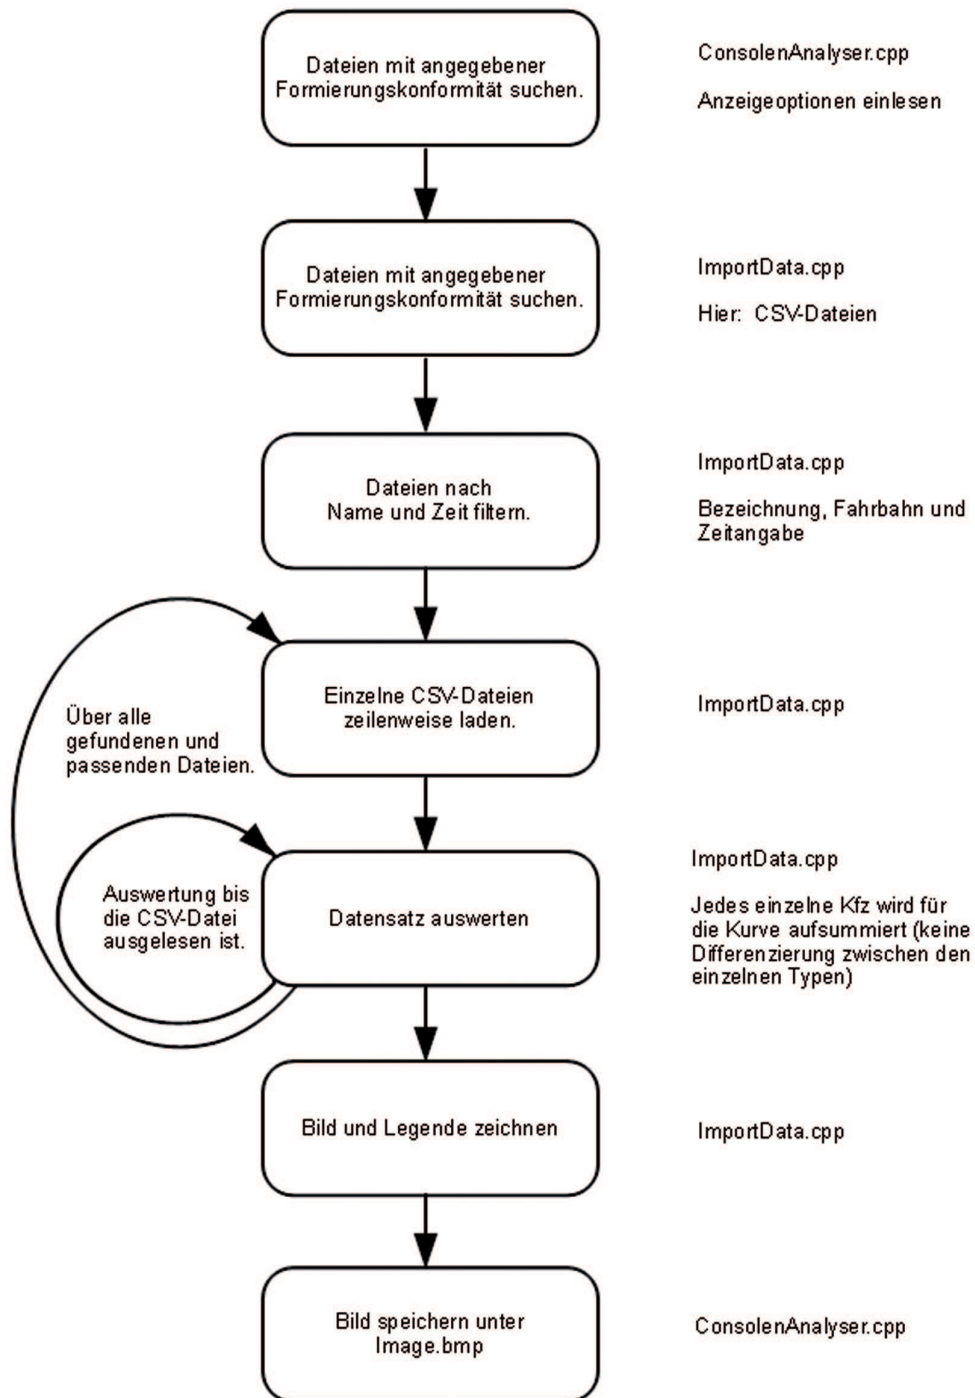 Dateien mit angegebener
Formierungskonformität suchen.
ConsolenAnalyser.cpp
Anzeigeoptionen einlesen
Dateien mit angegebener
Formierungskonformität suchen.
ImportData.cpp
Hier: CSV-Dateien
Dateien nach
Name und Zeit filtern.
ImportData.cpp
Bezeichnung, Fahrbahn und
Zeitangabe
Über alle
gefundenen und
passenden Dateien.
Einzelne CSV-Dateien
zeilenweise laden.
ImportData.cpp
Auswertung bis
die CSV-Datei
ausgelesen ist.
Datensatz auswerten
ImportData.cpp
Jedes einzelne Kfz wird für
die Kurve aufsummiert (keine
Differenzierung zwischen den
einzelnen Typen)
Bild und Legende zeichnen
ImportData.cpp
Bild speichern unter
Image.bmp
ConsolenAnalyser.cpp